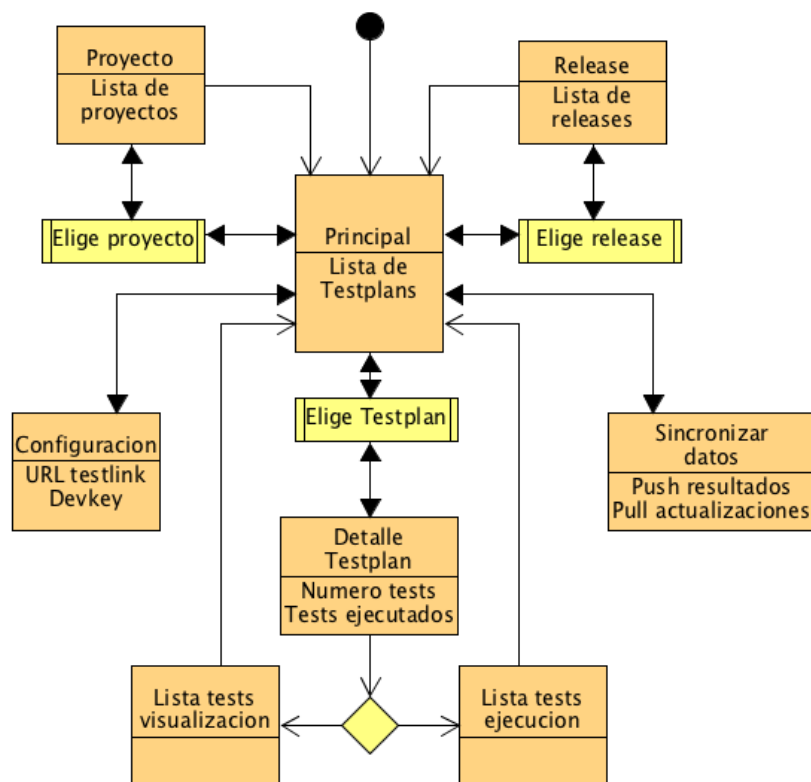 Proyecto
Lista de
proyectos
Release
Lista de
releases
Elige proyecto
Principal
Lista de
Testplans
Elige release
Configuracion
URL testlink
Devkey
Elige Testplan
Sincronizar
datos
Push resultados
Pull actualizaciones
Detalle
Testplan
Numero tests
Tests ejecutados
Lista tests
visualizacion
Lista tests
ejecucion